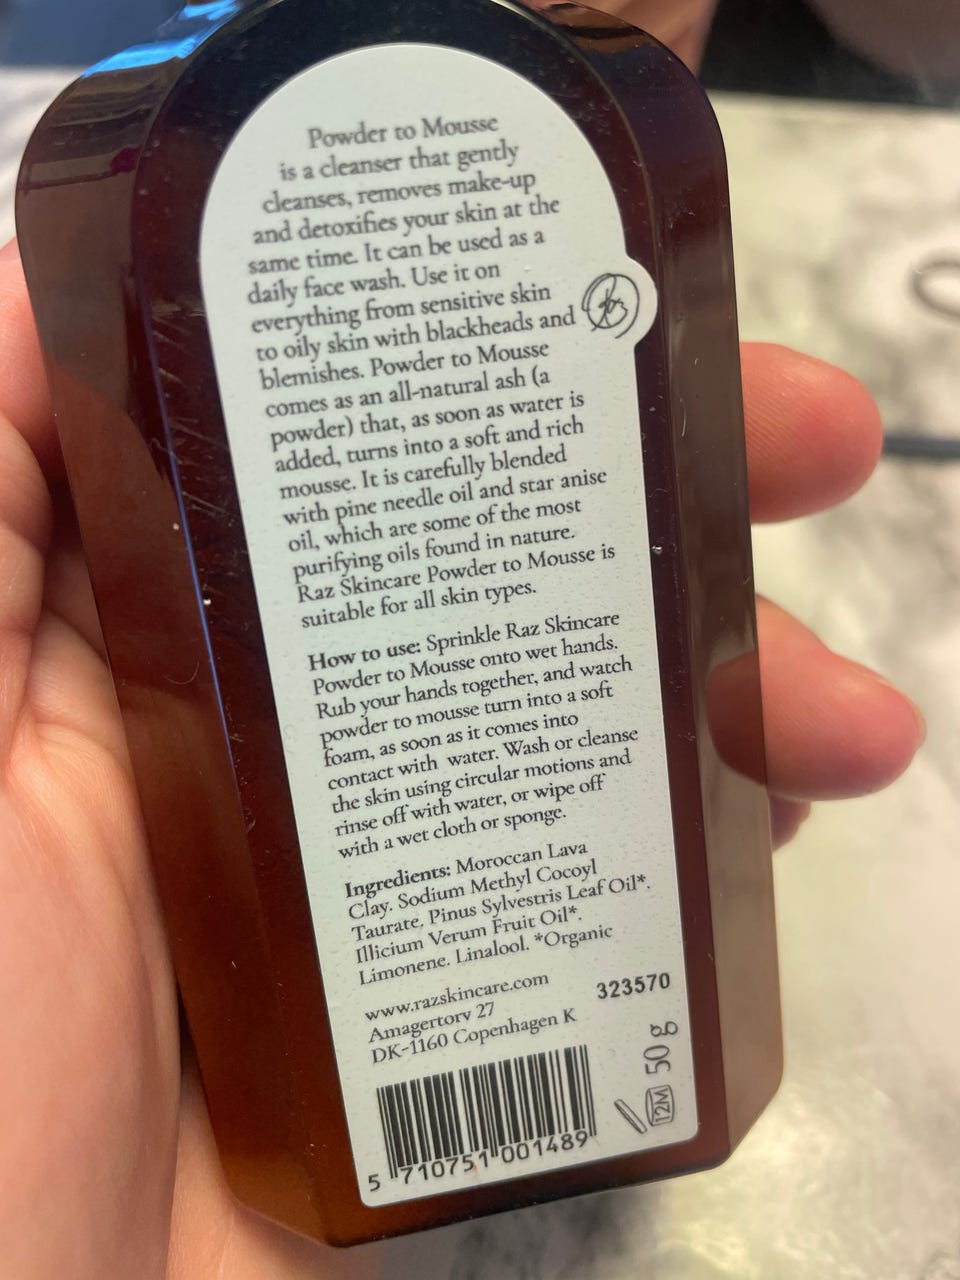 Powder to Mousse
is a cleanser that gently
cleanses, removes make-up
and detoxifies your skin at the
same time. It can be used as a
daily face wash. Use it on
everything from sensitive skin
to oily skin with blackheads and
blemishes. Powder to Mousse
comes as an all-natural ash (a
powder) that, as soon as water is
added, turns into a soft and rich
mousse. It is carefully blended
with pine needle oil and star anise
oil, which are some of the most
purifying oils found in nature.
Raz Skincare Powder to Mousse is
suitable for all skin types.
How to use: Sprinkle Raz Skincare
Powder to Mousse onto wet hands.
Rub your hands together, and watch
powder to mousse turn into a soft
foam, as soon as it comes into
contact with water. Wash or cleanse
the skin using circular motions and
rinse off with water, or wipe off
with a wet cloth or sponge.
Ingredients: Moroccan Lava
Clay. Sodium Methyl Cocoyl
Taurate, Pinus Sylvestris Leaf Oil*.
Illicium Verum Fruit Oil*.
Limonene. Linalool. *Organic
www.razskincare.com
Amagertorv 27
DK-1160 Copenhagen K
323570
50 g
12M
5 710751 001489